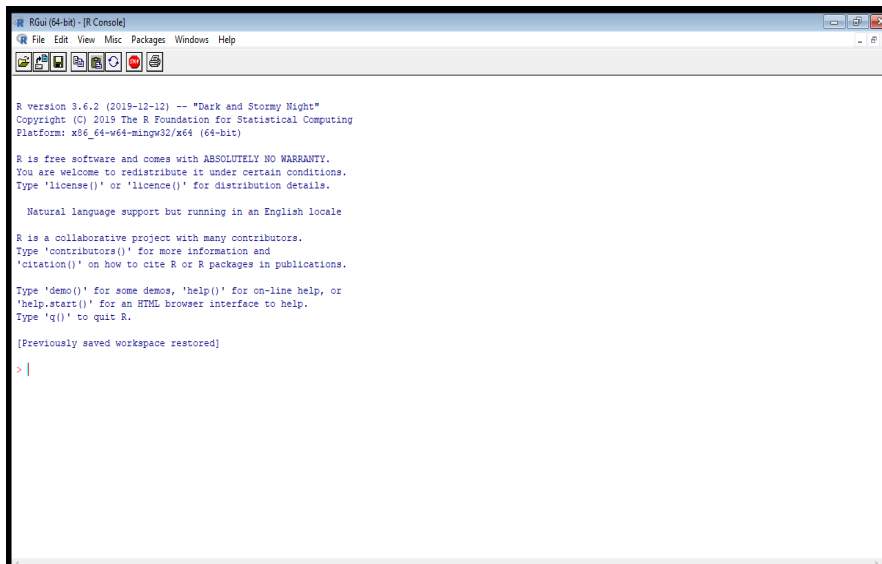 RGui (64-bit) - [R Console]
File Edit View Misc Packages Windows Help
STOP
R version 3.6.2 (2019-12-12) -- "Dark and Stormy Night"
Copyright (C) 2019 The R Foundation for Statistical Computing
Platform: x86_64-w64-mingw32/x64 (64-bit)
R is free software and comes with ABSOLUTELY NO WARRANTY.
You are welcome to redistribute it under certain conditions.
Type 'license()' or 'licence()' for distribution details.
Natural language support but running in an English locale
R is a collaborative project with many contributors.
Type 'contributors()' for more information and
'citation()' on how to cite R or R packages in publications.
Type 'demo()' for some demos, 'help()' for on-line help, or
'help.start()' for an HTML browser interface to help.
Type 'q()' to quit R.
[Previously saved workspace restored]
>